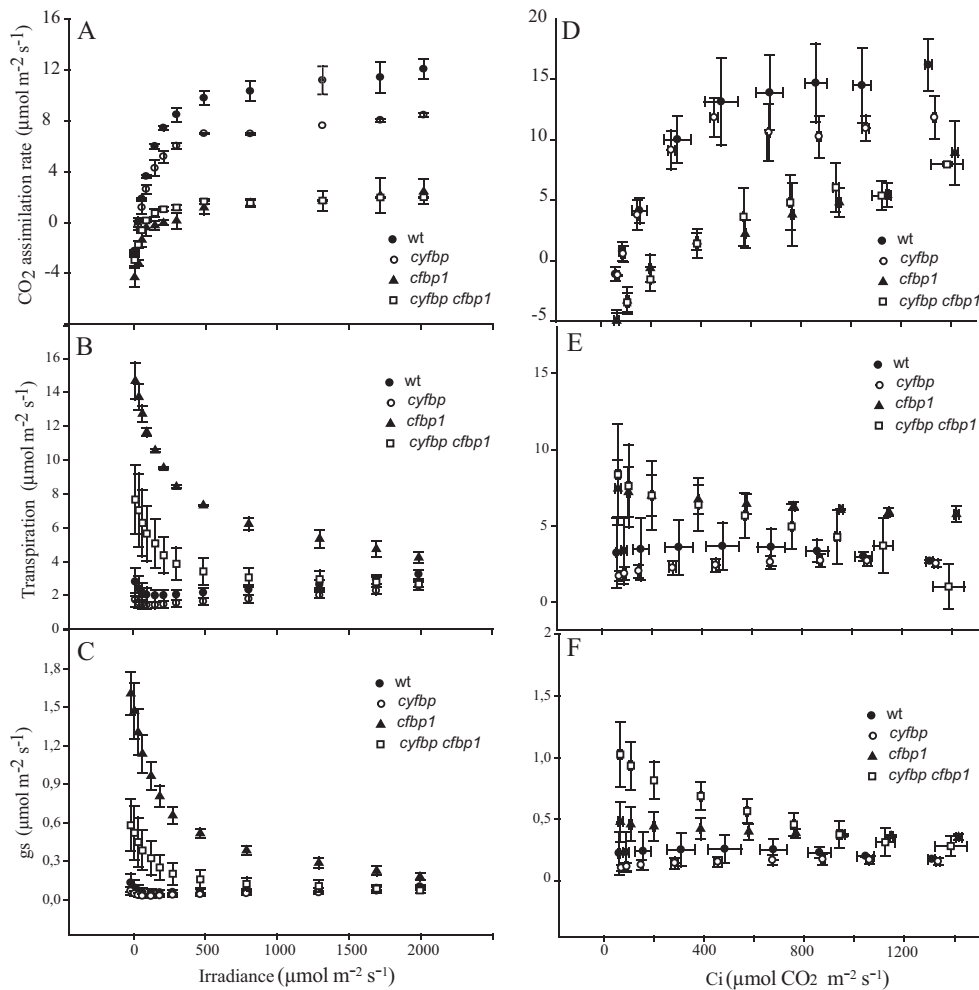 A
CO2 assimilation rate (µmol m-2 s-1)
16
12
8
4
0
-4
wt
cyfbp
cfbp1
cyfbp cfbp1
B
Transpiration (µmol m-2 s-1)
16
14
12
10
8
6
4
2
0
wt
cyfbp
cfbp1
cyfbp cfbp1
C
gs (µmol m-2 s-1)
1,8
1,5
1,2
0,9
0,6
0,3
0,0
wt
cyfbp
cfbp1
cyfbp cfbp1
0 500 1000 1500 2000
Irradiance (µmol m-2 s-1)
D
20
15
10
5
0
-5
wt
cyfbp
cfbp1
cyfbp cfbp1
E
15
10
5
0
wt
cyfbp
cfbp1
cyfbp cfbp1
F
2
1,5
1,0
0,5
0
wt
cyfbp
cfbp1
cyfbp cfbp1
0 400 800 1200
Ci (µmol CO2 m-2 s-1)